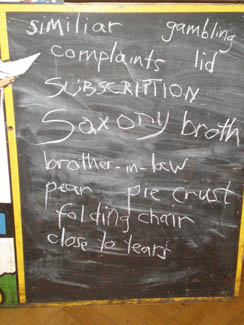 similiar gambling
complaints lid
SUBSCRIPTION
Saxony broth
brother-in-law
pear pie crust
folding chair
close to tears